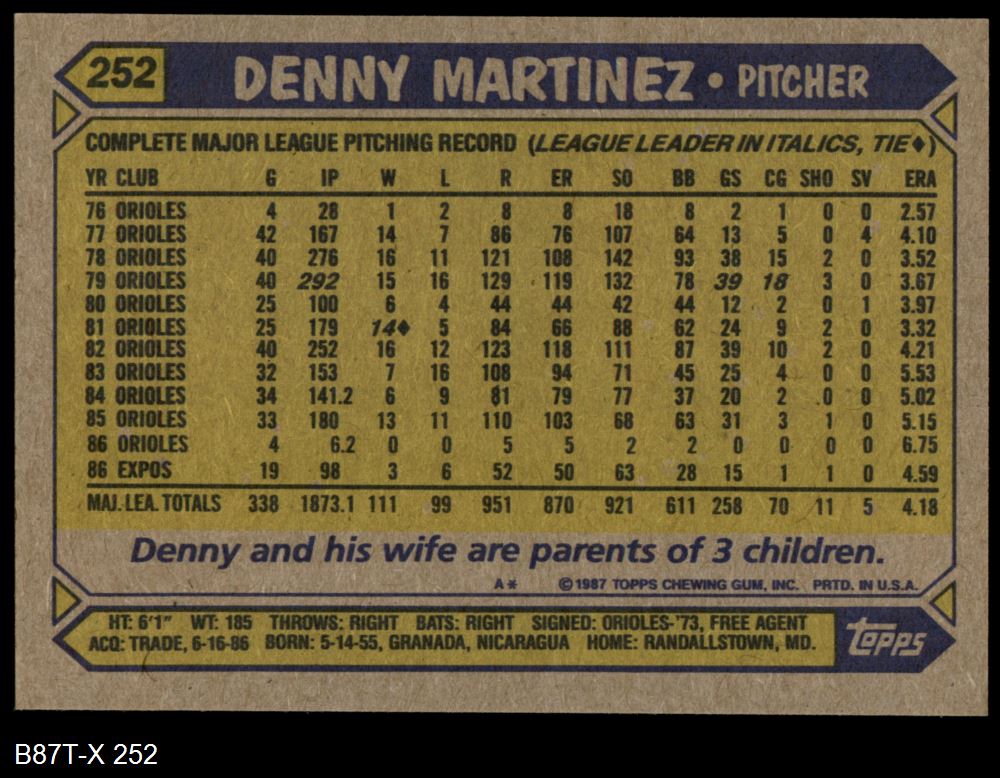 252 DENNY MARTINEZ • PITCHER
COMPLETE MAJOR LEAGUE PITCHING RECORD (LEAGUE LEADER IN ITALICS, TIE♦)
YR CLUB G IP W L R ER SO BB GS CG SHO SV ERA
76 ORIOLES 4 28 1 2 8 8 18 8 2 1 0 0 2.57
77 ORIOLES 42 167 14 7 86 76 107 64 13 5 0 4 4.10
78 ORIOLES 40 276 16 11 121 108 142 93 38 15 2 0 3.52
79 ORIOLES 40 292 15 16 129 119 132 78 39 18 3 0 3.67
80 ORIOLES 25 100 6 4 44 44 42 44 12 2 0 1 3.97
81 ORIOLES 25 179 14♦ 5 84 66 88 62 24 9 2 0 3.32
82 ORIOLES 40 252 16 12 123 118 111 87 39 10 2 0 4.21
83 ORIOLES 32 153 7 16 108 94 71 45 25 4 0 0 5.53
84 ORIOLES 34 141.2 6 9 81 79 77 37 20 2 0 0 5.02
85 ORIOLES 33 180 13 11 110 103 68 63 31 3 1 0 5.15
86 ORIOLES 4 6.2 0 0 5 5 2 2 0 0 0 0 6.75
86 EXPOS 19 98 3 6 52 50 63 28 15 1 1 0 4.59
MAJ. LEA. TOTALS 338 1873.1 111 99 951 870 921 611 258 70 11 5 4.18
Denny and his wife are parents of 3 children.
A* ©1987 TOPPS CHEWING GUM, INC. PRTD. IN U.S.A.
HT: 6'1" WT: 185 THROWS: RIGHT BATS: RIGHT SIGNED: ORIOLES-'73, FREE AGENT
ACQ: TRADE, 6-16-86 BORN: 5-14-55, GRANADA, NICARAGUA HOME: RANDALLSTOWN, MD.
Topps
B87T-X 252